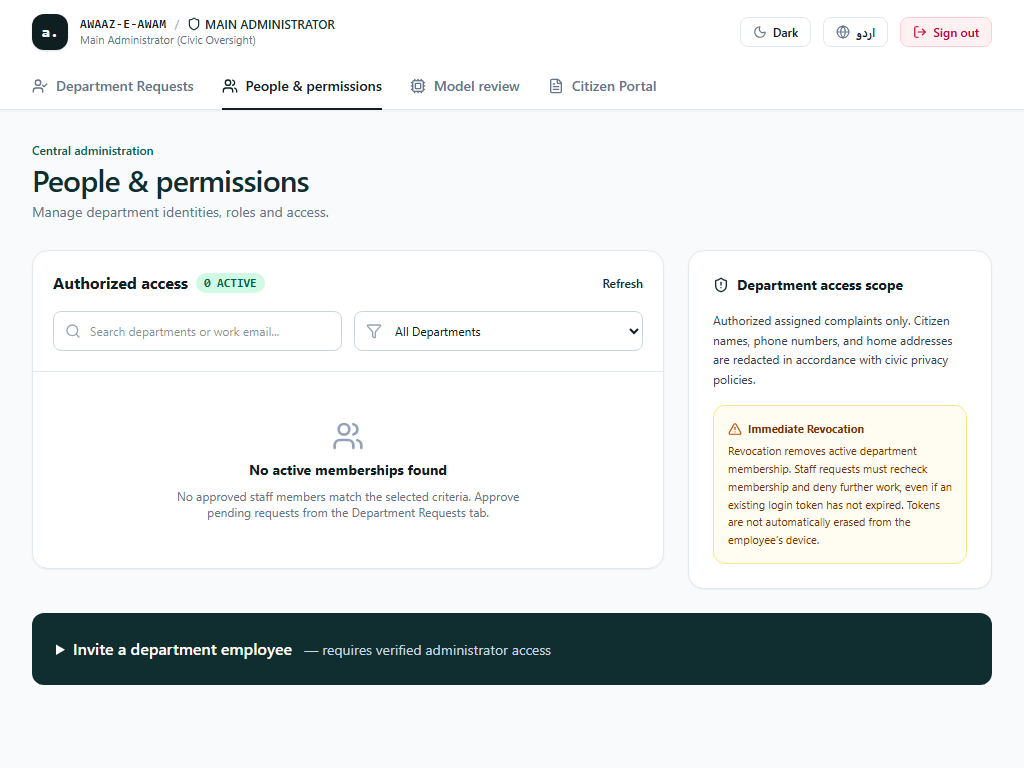 a.
AWAAZ-E-AWAM / MAIN ADMINISTRATOR
Main Administrator (Civic Oversight)
Dark
اردو
Sign out
Department Requests
People & permissions
Model review
Citizen Portal
Central administration
People & permissions
Manage department identities, roles and access.
Authorized access 0 ACTIVE
Refresh
Search departments or work email...
All Departments
No active memberships found
No approved staff members match the selected criteria. Approve
pending requests from the Department Requests tab.
Department access scope
Authorized assigned complaints only. Citizen
names, phone numbers, and home addresses
are redacted in accordance with civic privacy
policies.
Immediate Revocation
Revocation removes active department
membership. Staff requests must recheck
membership and deny further work, even if an
existing login token has not expired. Tokens
are not automatically erased from the
employee's device.
Invite a department employee — requires verified administrator access